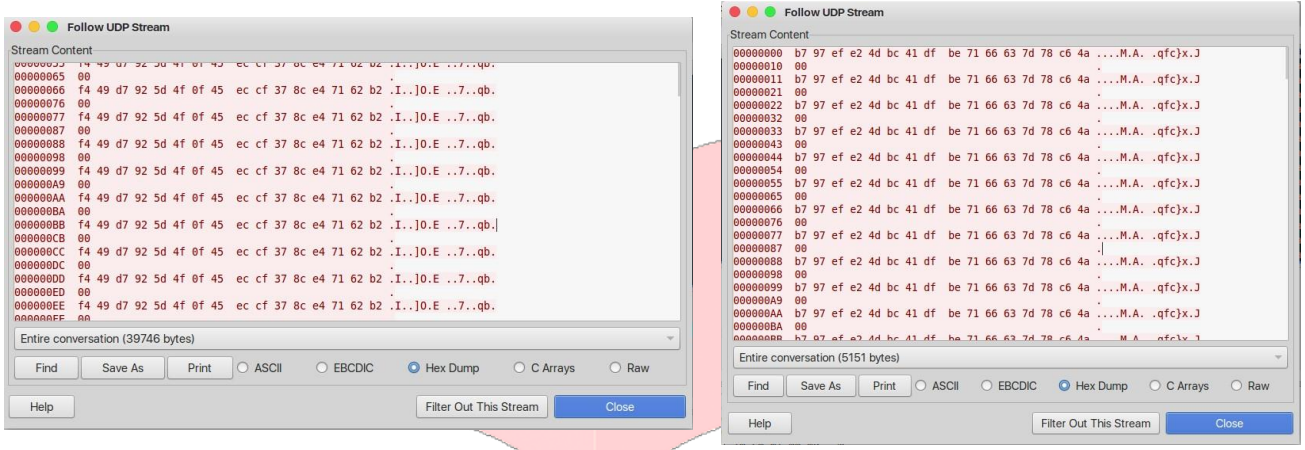 Follow UDP Stream
Stream Content
00000065 00
00000066 f4 49 d7 92 5d 4f 0f 45 ec cf 37 8c e4 71 62 b2 .I..]O.E ..7..qb.
00000076 00 .
00000077 f4 49 d7 92 5d 4f 0f 45 ec cf 37 8c e4 71 62 b2 .I..]O.E ..7..qb.
00000087 00 .
00000088 f4 49 d7 92 5d 4f 0f 45 ec cf 37 8c e4 71 62 b2 .I..]O.E ..7..qb.
00000098 00 .
00000099 f4 49 d7 92 5d 4f 0f 45 ec cf 37 8c e4 71 62 b2 .I..]O.E ..7..qb.
000000A9 00 .
000000AA f4 49 d7 92 5d 4f 0f 45 ec cf 37 8c e4 71 62 b2 .I..]O.E ..7..qb.
000000BA 00 .
000000BB f4 49 d7 92 5d 4f 0f 45 ec cf 37 8c e4 71 62 b2 .I..]O.E ..7..qb.
000000CB 00 .
000000CC f4 49 d7 92 5d 4f 0f 45 ec cf 37 8c e4 71 62 b2 .I..]O.E ..7..qb.
000000DC 00 .
000000DD f4 49 d7 92 5d 4f 0f 45 ec cf 37 8c e4 71 62 b2 .I..]O.E ..7..qb.
000000ED 00 .
000000EE f4 49 d7 92 5d 4f 0f 45 ec cf 37 8c e4 71 62 b2 .I..]O.E ..7..qb.
Entire conversation (39746 bytes)
Find Save As Print ASCII EBCDIC Hex Dump C Arrays Raw
Help Filter Out This Stream Close
Follow UDP Stream
Stream Content
00000000 b7 97 ef e2 4d bc 41 df be 71 66 63 7d 78 c6 4a ....M.A. .qfc}x.J
00000010 00 .
00000011 b7 97 ef e2 4d bc 41 df be 71 66 63 7d 78 c6 4a ....M.A. .qfc}x.J
00000021 00 .
00000022 b7 97 ef e2 4d bc 41 df be 71 66 63 7d 78 c6 4a ....M.A. .qfc}x.J
00000032 00 .
00000033 b7 97 ef e2 4d bc 41 df be 71 66 63 7d 78 c6 4a ....M.A. .qfc}x.J
00000043 00 .
00000044 b7 97 ef e2 4d bc 41 df be 71 66 63 7d 78 c6 4a ....M.A. .qfc}x.J
00000054 00 .
00000055 b7 97 ef e2 4d bc 41 df be 71 66 63 7d 78 c6 4a ....M.A. .qfc}x.J
00000065 00 .
00000066 b7 97 ef e2 4d bc 41 df be 71 66 63 7d 78 c6 4a ....M.A. .qfc}x.J
00000076 00 .
00000077 b7 97 ef e2 4d bc 41 df be 71 66 63 7d 78 c6 4a ....M.A. .qfc}x.J
00000087 00 .
00000088 b7 97 ef e2 4d bc 41 df be 71 66 63 7d 78 c6 4a ....M.A. .qfc}x.J
00000098 00 .
00000099 b7 97 ef e2 4d bc 41 df be 71 66 63 7d 78 c6 4a ....M.A. .qfc}x.J
000000A9 00 .
000000AA b7 97 ef e2 4d bc 41 df be 71 66 63 7d 78 c6 4a ....M.A. .qfc}x.J
000000BA 00 .
Entire conversation (5151 bytes)
Find Save As Print ASCII EBCDIC Hex Dump C Arrays Raw
Help Filter Out This Stream Close